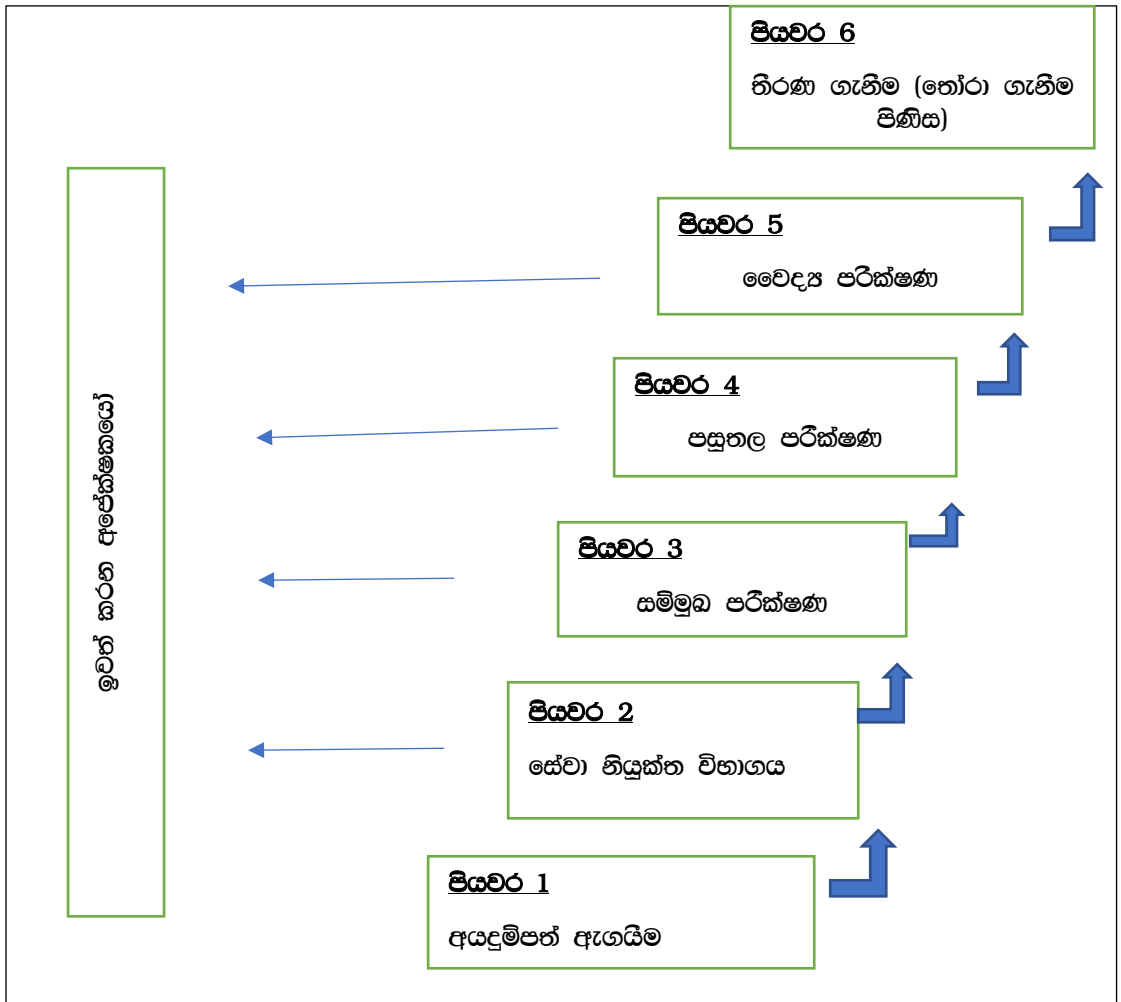 පියවර 6
තීරණ ගැනීම (තෝරා ගැනීම
පිණිස)
පියවර 5
වෛද්‍ය පරීක්ෂණ
පියවර 4
පසුතල පරීක්ෂණ
පියවර 3
සම්මුඛ පරීක්ෂණ
පියවර 2
සේවා නියුක්ත විභාගය
පියවර 1
අයදුම්පත් ඇගයීම
ඉවත් කරන අපේක්ෂකයෝ